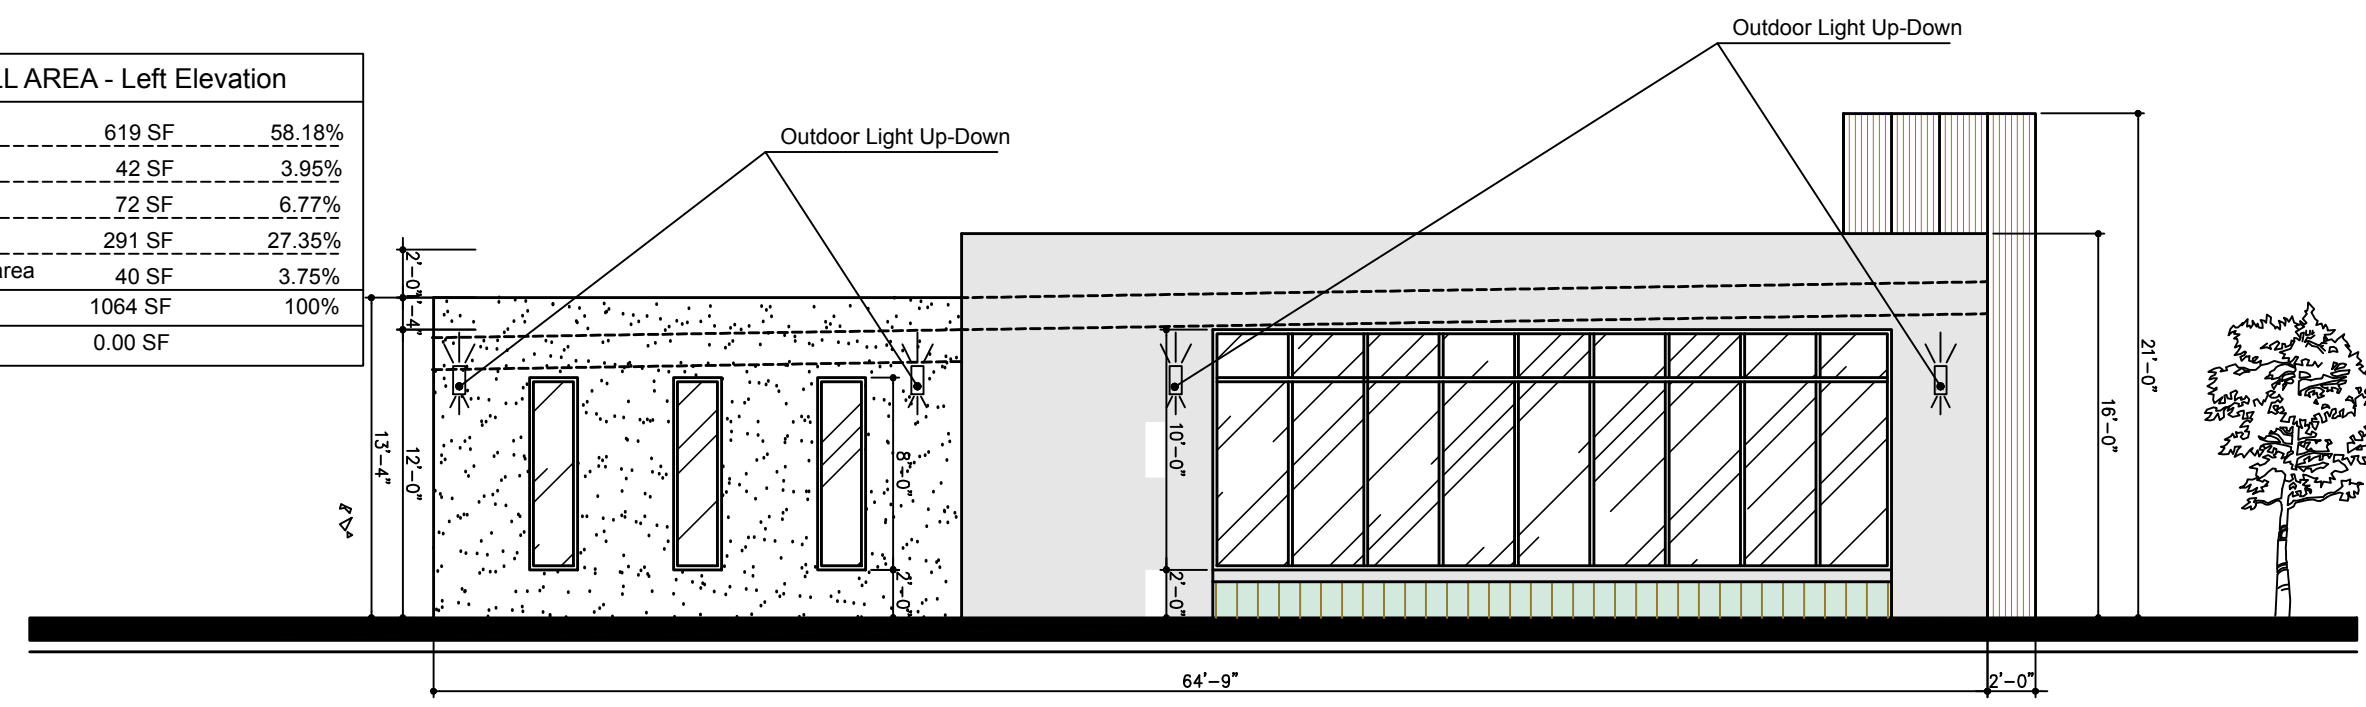 LL AREA - Left Elevation
619 SF 58.18%
42 SF 3.95%
72 SF 6.77%
291 SF 27.35%
area 40 SF 3.75%
1064 SF 100%
0.00 SF
Outdoor Light Up-Down
Outdoor Light Up-Down
2'-0"
1'-4"
13'-4"
12'-0"
8'-0"
2'-0"
10'-0"
2'-0"
16'-0"
21'-0"
64'-9"
2'-0"